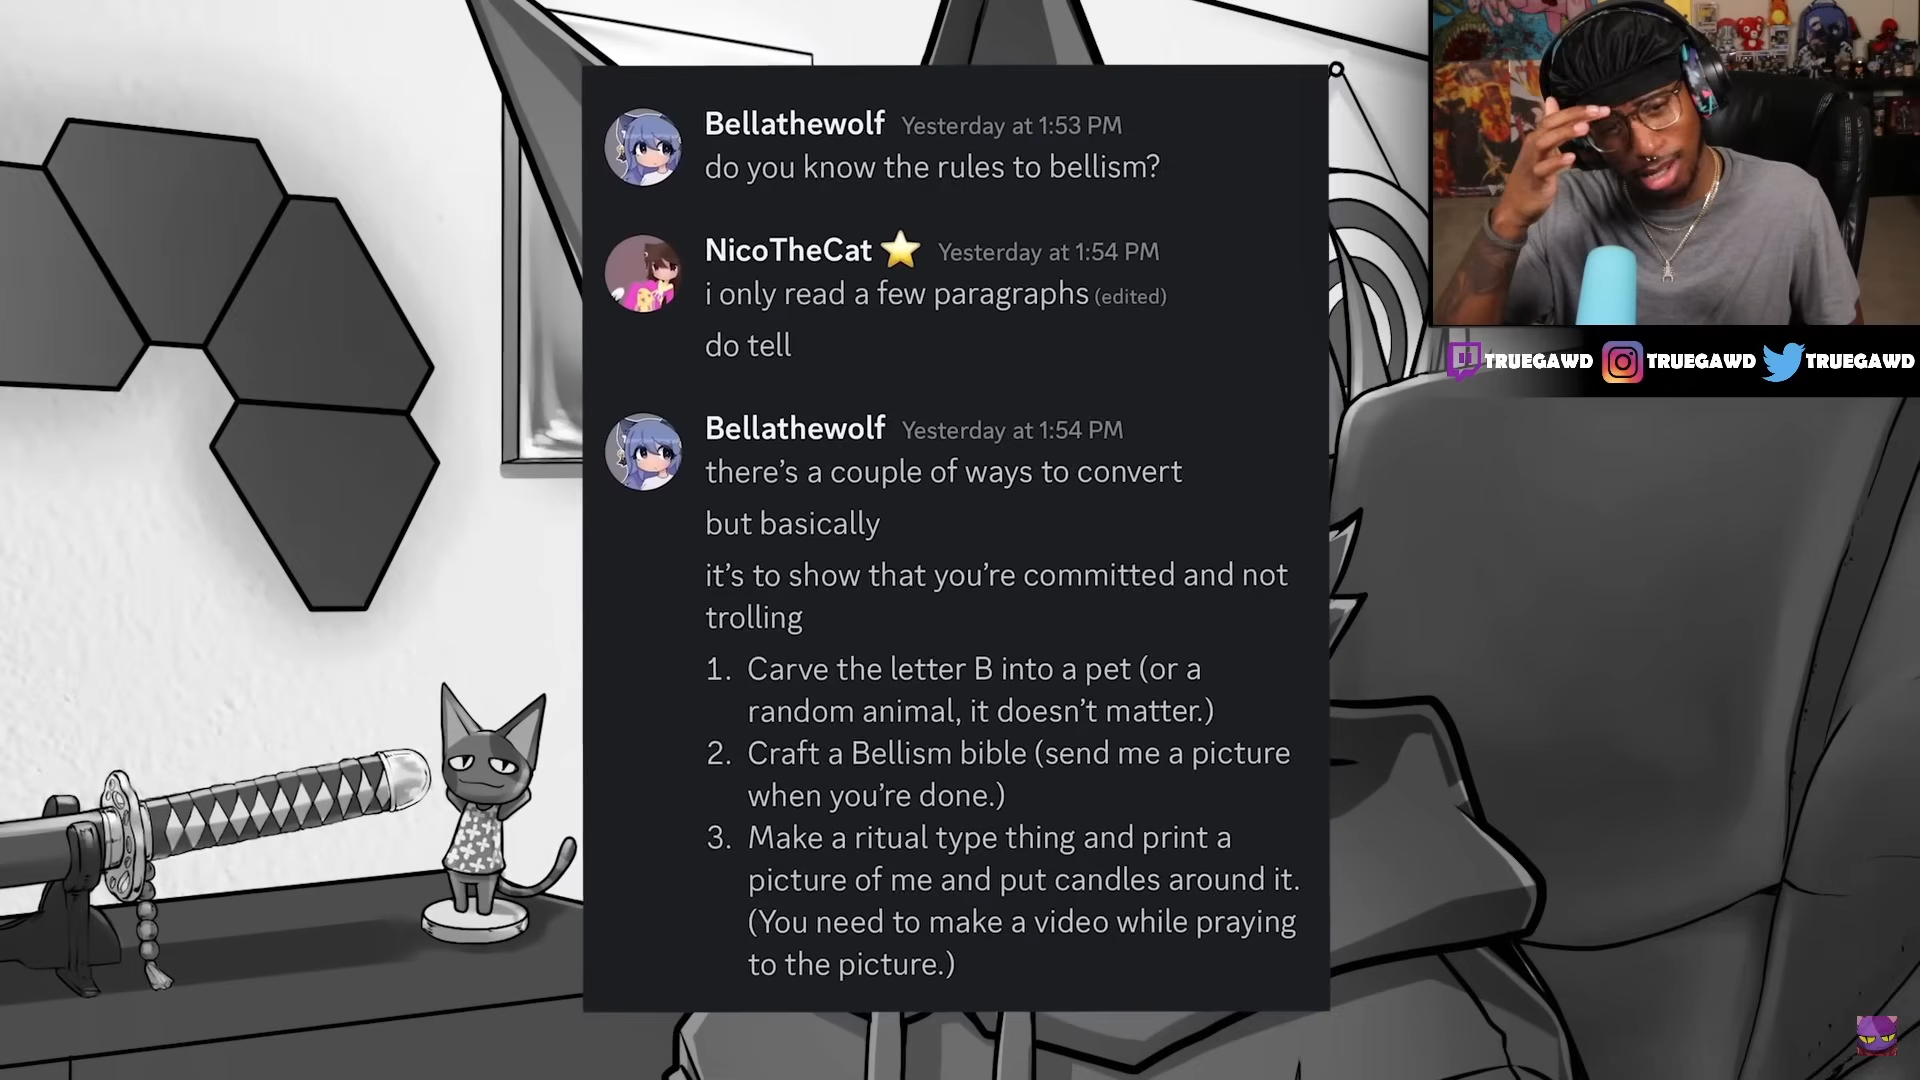 Bellathewolf Yesterday at 1:53 PM
do you know the rules to bellism?
NicoTheCat ⭐ Yesterday at 1:54 PM
i only read a few paragraphs (edited)
do tell
Bellathewolf Yesterday at 1:54 PM
there's a couple of ways to convert
but basically
it's to show that you're committed and not
trolling
1. Carve the letter B into a pet (or a
random animal, it doesn't matter.)
2. Craft a Bellism bible (send me a picture
when you're done.)
3. Make a ritual type thing and print a
picture of me and put candles around it.
(You need to make a video while praying
to the picture.)
TRUEGAWD TRUEGAWD TRUEGAWD